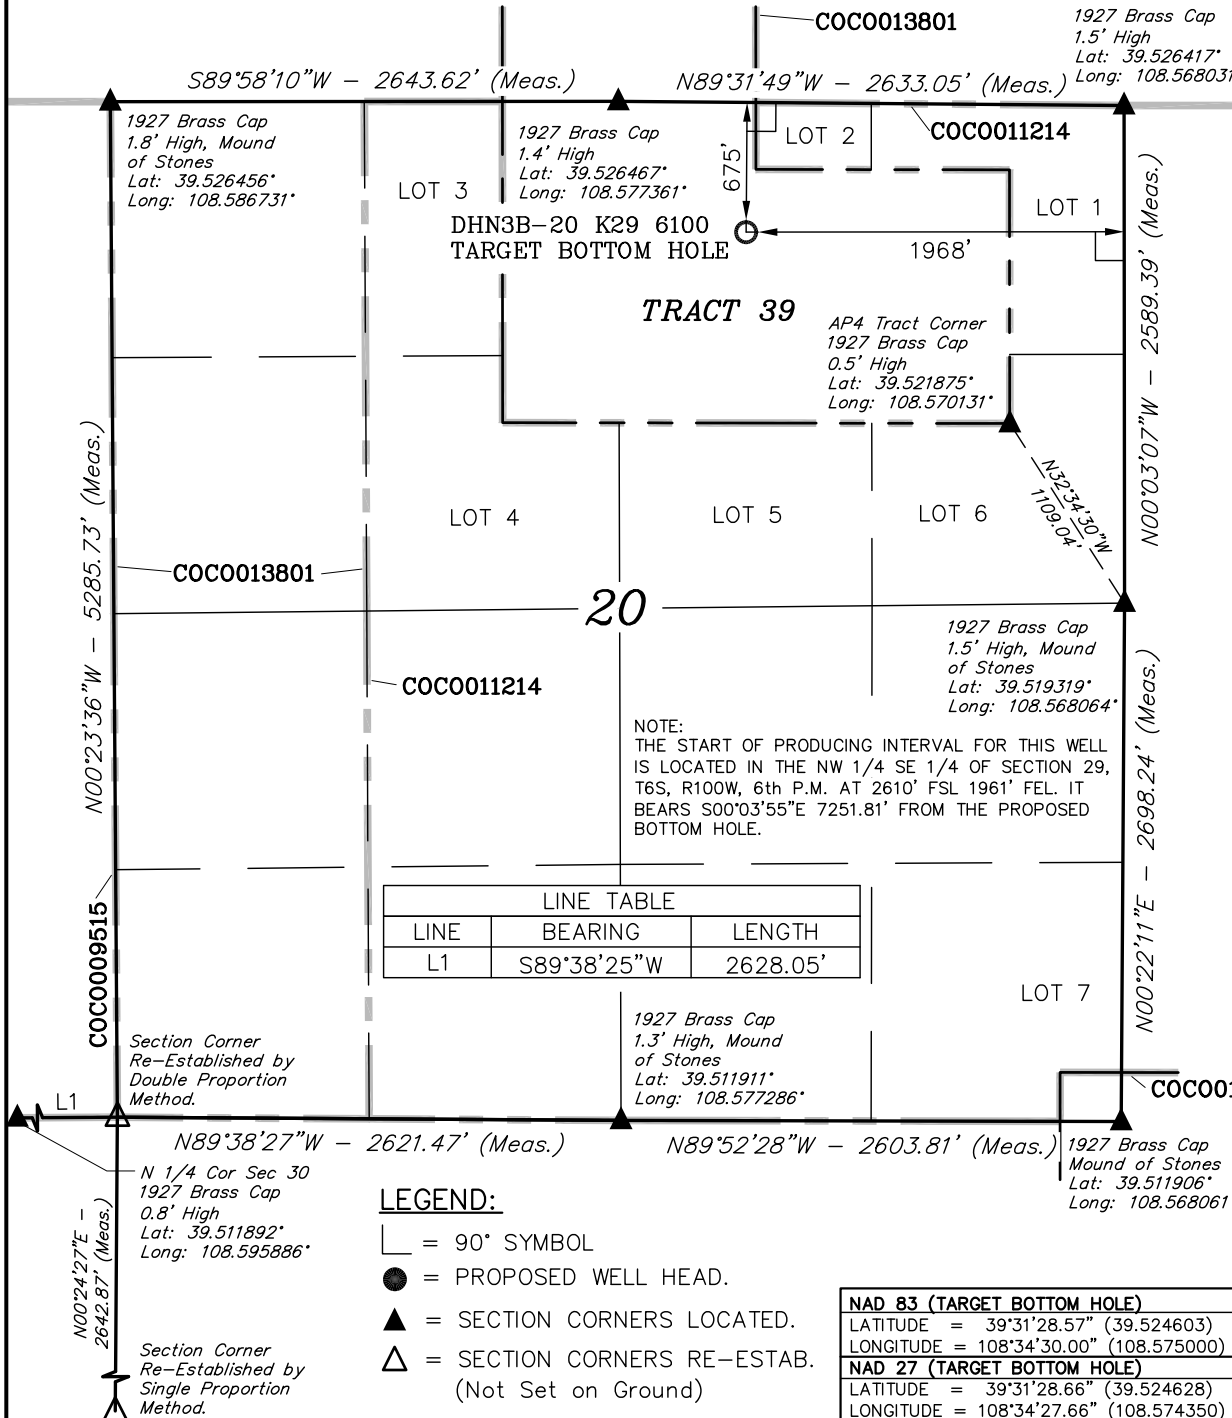 COCO013801
1927 Brass Cap
1.5' High
Lat: 39.526417°
Long: 108.568031
S89°58'10"W – 2643.62' (Meas.)
N89°31'49"W – 2633.05' (Meas.)
1927 Brass Cap
1.8' High, Mound
of Stones
Lat: 39.526456°
Long: 108.586731°
1927 Brass Cap
1.4' High
Lat: 39.526467°
Long: 108.577361°
LOT 2
COCO011214
LOT 3
675'
LOT 1
DHN3B–20 K29 6100
TARGET BOTTOM HOLE
1968'
N00°03'07"W – 2589.39' (Meas.)
TRACT 39
AP4 Tract Corner
1927 Brass Cap
0.5' High
Lat: 39.521875°
Long: 108.570131°
N00°23'36"W – 5285.73' (Meas.)
N32°34'30"W
1109.04'
LOT 4
LOT 5
LOT 6
COCO013801
20
1927 Brass Cap
1.5' High, Mound
of Stones
Lat: 39.519319°
Long: 108.568064°
COCO011214
N00°22'11"E – 2698.24' (Meas.)
NOTE:
THE START OF PRODUCING INTERVAL FOR THIS WELL
IS LOCATED IN THE NW 1/4 SE 1/4 OF SECTION 29,
T6S, R100W, 6th P.M. AT 2610' FSL 1961' FEL. IT
BEARS S00°03'55"E 7251.81' FROM THE PROPOSED
BOTTOM HOLE.
COCO009515
LINE TABLE
LINE BEARING LENGTH
L1 S89°38'25"W 2628.05'
LOT 7
Section Corner
Re–Established by
Double Proportion
Method.
1927 Brass Cap
1.3' High, Mound
of Stones
Lat: 39.511911°
Long: 108.577286°
L1
N89°38'27"W – 2621.47' (Meas.)
N89°52'28"W – 2603.81' (Meas.)
1927 Brass Cap
Mound of Stones
Lat: 39.511906°
Long: 108.568061
N 1/4 Cor Sec 30
1927 Brass Cap
0.8' High
Lat: 39.511892°
Long: 108.595886°
N00°24'27"E –
2642.87' (Meas.)
LEGEND:
= 90° SYMBOL
= PROPOSED WELL HEAD.
= SECTION CORNERS LOCATED.
= SECTION CORNERS RE–ESTAB.
(Not Set on Ground)
Section Corner
Re–Established by
Single Proportion
Method.
NAD 83 (TARGET BOTTOM HOLE)
LATITUDE = 39°31'28.57" (39.524603)
LONGITUDE = 108°34'30.00" (108.575000)
NAD 27 (TARGET BOTTOM HOLE)
LATITUDE = 39°31'28.66" (39.524628)
LONGITUDE = 108°34'27.66" (108.574350)